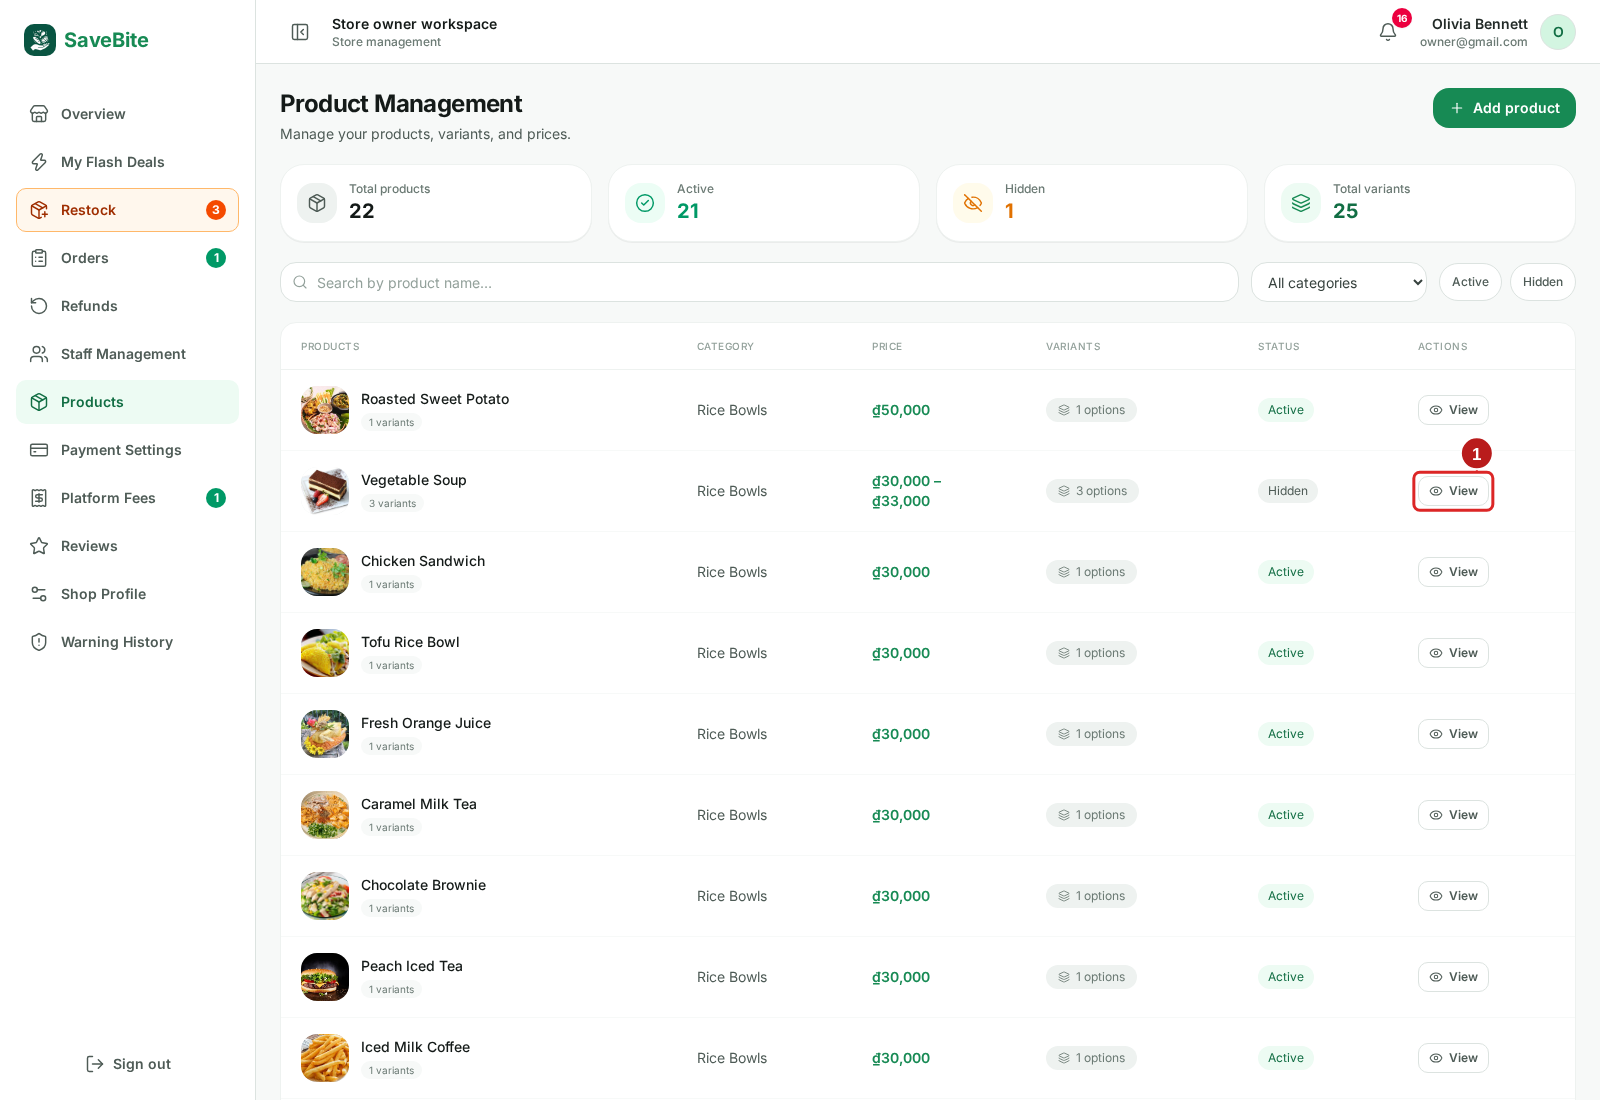 SaveBite
Store owner workspace
Store management
16
Olivia Bennett
owner@gmail.com
O
Overview
My Flash Deals
Restock 3
Orders 1
Refunds
Staff Management
Products
Payment Settings
Platform Fees 1
Reviews
Shop Profile
Warning History
Sign out
Product Management
Manage your products, variants, and prices.
Add product
Total products
22
Active
21
Hidden
1
Total variants
25
Search by product name...
All categories
Active
Hidden
PRODUCTS CATEGORY PRICE VARIANTS STATUS ACTIONS
Roasted Sweet Potato
1 variants
Rice Bowls
₫50,000
1 options
Active
View
1
Vegetable Soup
3 variants
Rice Bowls
₫30,000 –
₫33,000
3 options
Hidden
View
Chicken Sandwich
1 variants
Rice Bowls
₫30,000
1 options
Active
View
Tofu Rice Bowl
1 variants
Rice Bowls
₫30,000
1 options
Active
View
Fresh Orange Juice
1 variants
Rice Bowls
₫30,000
1 options
Active
View
Caramel Milk Tea
1 variants
Rice Bowls
₫30,000
1 options
Active
View
Chocolate Brownie
1 variants
Rice Bowls
₫30,000
1 options
Active
View
Peach Iced Tea
1 variants
Rice Bowls
₫30,000
1 options
Active
View
Iced Milk Coffee
1 variants
Rice Bowls
₫30,000
1 options
Active
View